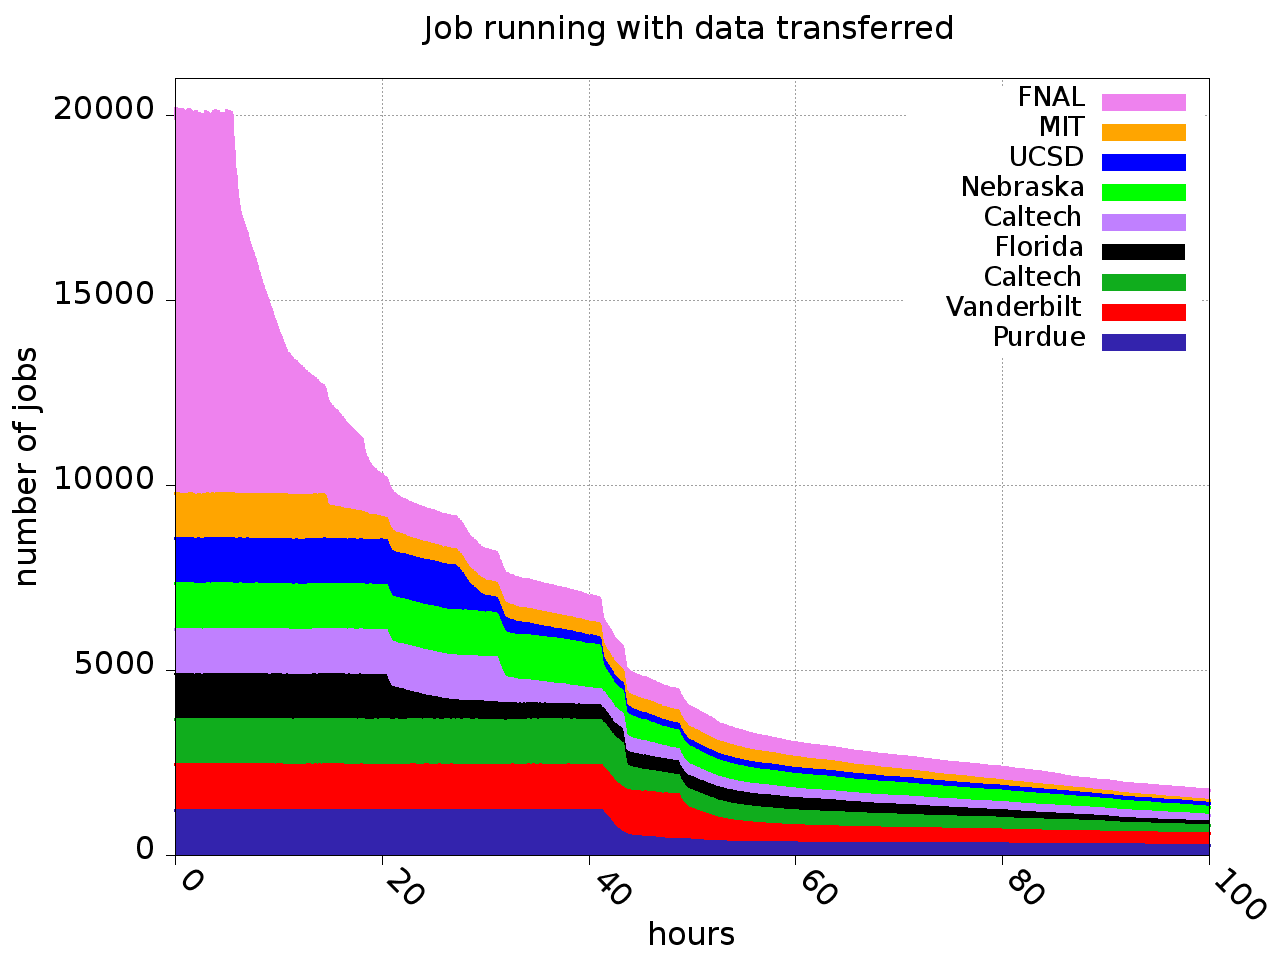 Job running with data transferred
number of jobs
20000
15000
10000
5000
0
FNAL
MIT
UCSD
Nebraska
Caltech
Florida
Caltech
Vanderbilt
Purdue
0
20
40
60
80
100
hours